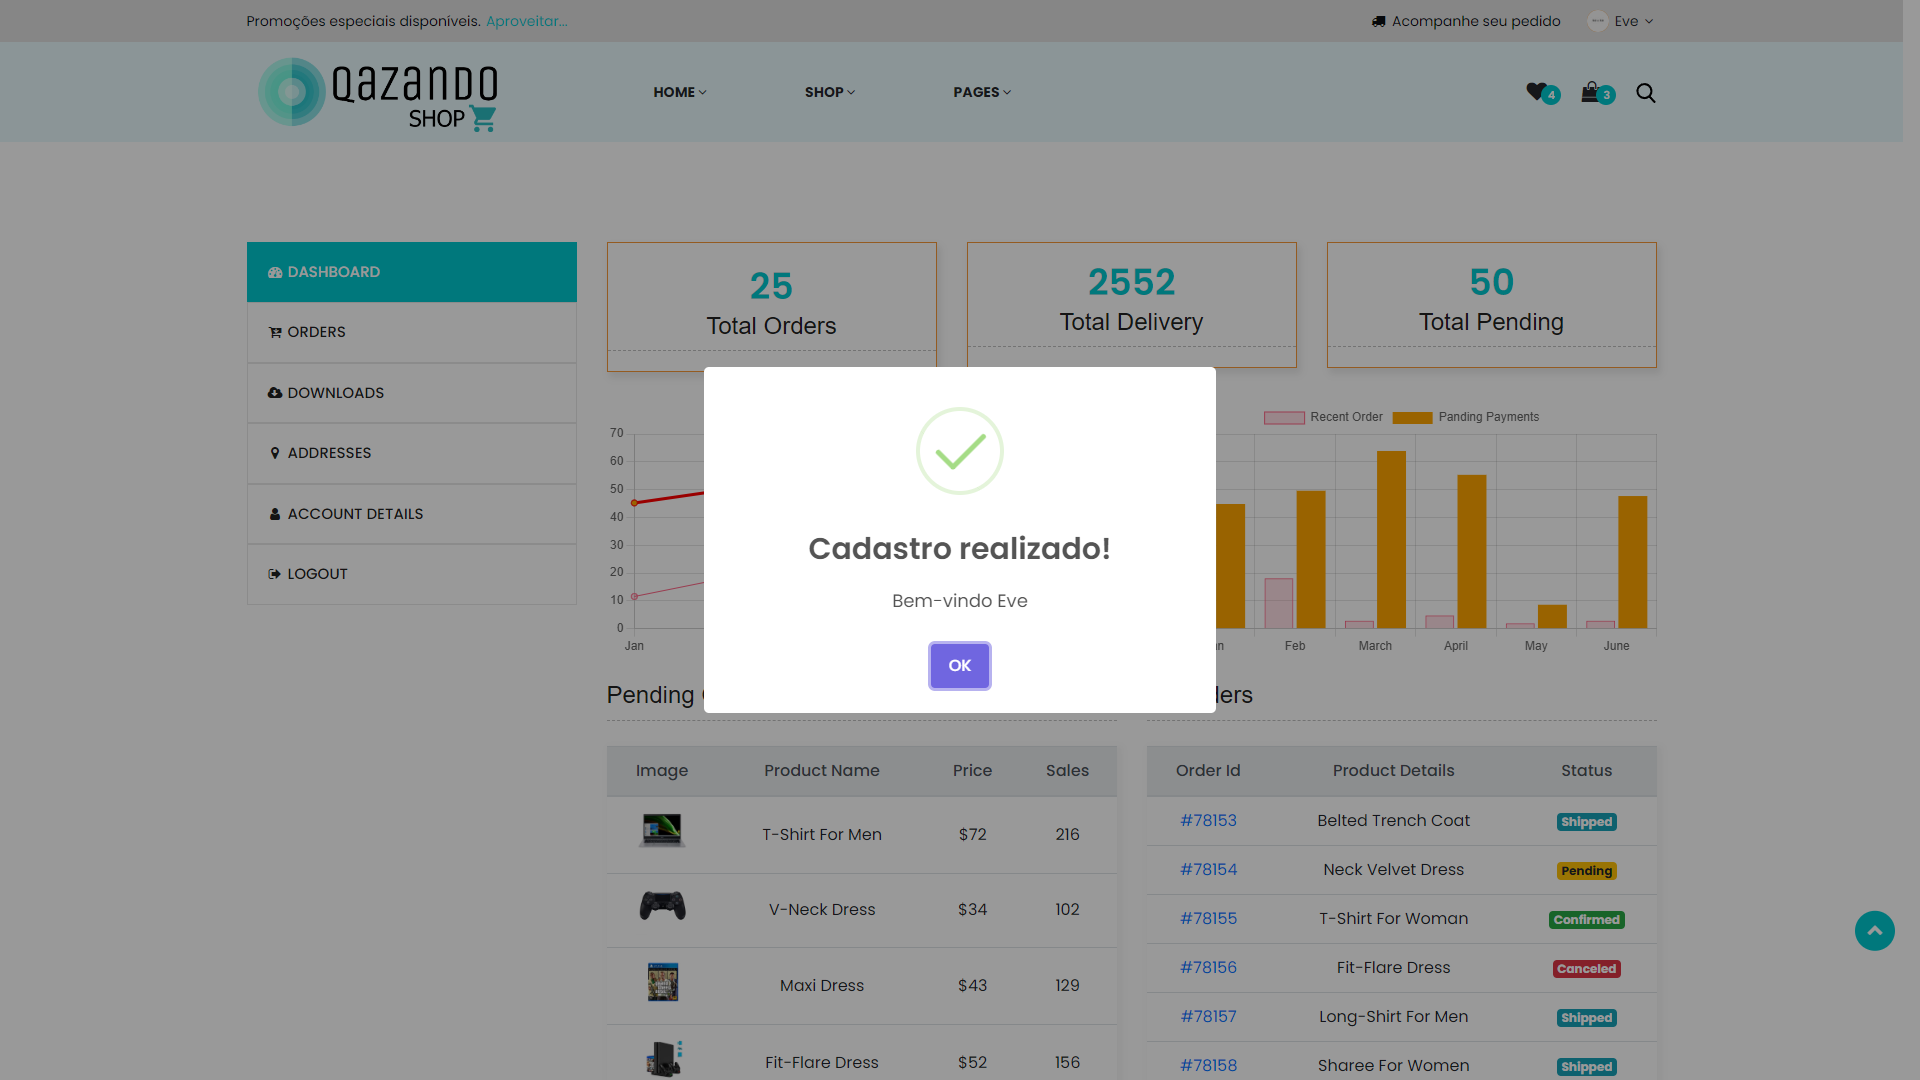 Promoções especiais disponíveis. Aproveitar...
Acompanhe seu pedido
Eve
QAZANDO
SHOP
HOME
SHOP
PAGES
4
3
DASHBOARD
ORDERS
DOWNLOADS
ADDRESSES
ACCOUNT DETAILS
LOGOUT
25
Total Orders
2552
Total Delivery
50
Total Pending
Cadastro realizado!
Bem-vindo Eve
OK
70
60
50
40
30
20
10
0
Jan
Recent Order
Panding Payments
Feb
March
April
May
June
Pending
Image Product Name Price Sales
T-Shirt For Men $72 216
V-Neck Dress $34 102
Maxi Dress $43 129
Fit-Flare Dress $52 156
Order Id Product Details Status
#78153 Belted Trench Coat Shipped
#78154 Neck Velvet Dress Pending
#78155 T-Shirt For Woman Confirmed
#78156 Fit-Flare Dress Canceled
#78157 Long-Shirt For Men Shipped
#78158 Sharee For Women Shipped